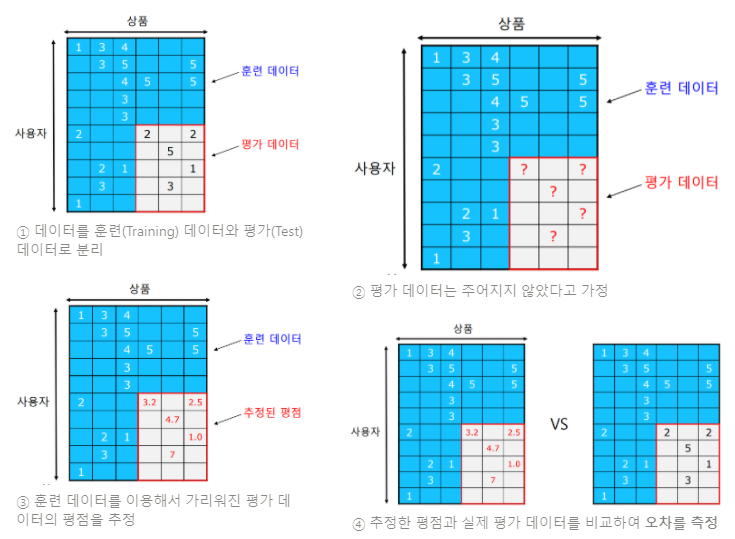 상품
1 3 4
3 5 5
4 5 5
3
3
2 2 2
5
2 1 1
3 3
1
사용자
훈련 데이터
평가 데이터
① 데이터를 훈련(Training) 데이터와 평가(Test)
데이터로 분리
상품
1 3 4
3 5 5
4 5 5
3
3
2 ? ?
?
2 1 ?
3 ?
1
사용자
훈련 데이터
평가 데이터
② 평가 데이터는 주어지지 않았다고 가정
상품
1 3 4
3 5 5
4 5 5
3
3
2 3.2 2.5
4.7
2 1 1.0
3 7
1
사용자
훈련 데이터
추정된 평점
③ 훈련 데이터를 이용해서 가리워진 평가 데
이터의 평점을 추정
상품
1 3 4
3 5 5
4 5 5
3
3
2 3.2 2.5
4.7
2 1 1.0
3 7
1
사용자
VS
1 3 4
3 5 5
4 5 5
3
3
2 2 2
5
2 1 1
3 3
1
④ 추정한 평점과 실제 평가 데이터를 비교하여 오차를 측정